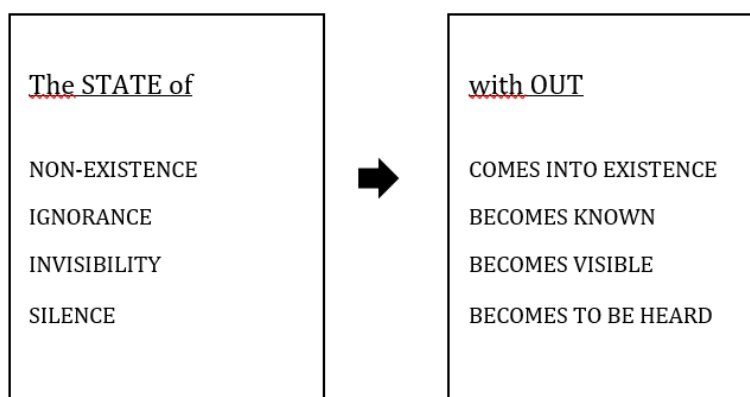 The STATE of
NON-EXISTENCE
IGNORANCE
INVISIBILITY
SILENCE
with OUT
COMES INTO EXISTENCE
BECOMES KNOWN
BECOMES VISIBLE
BECOMES TO BE HEARD